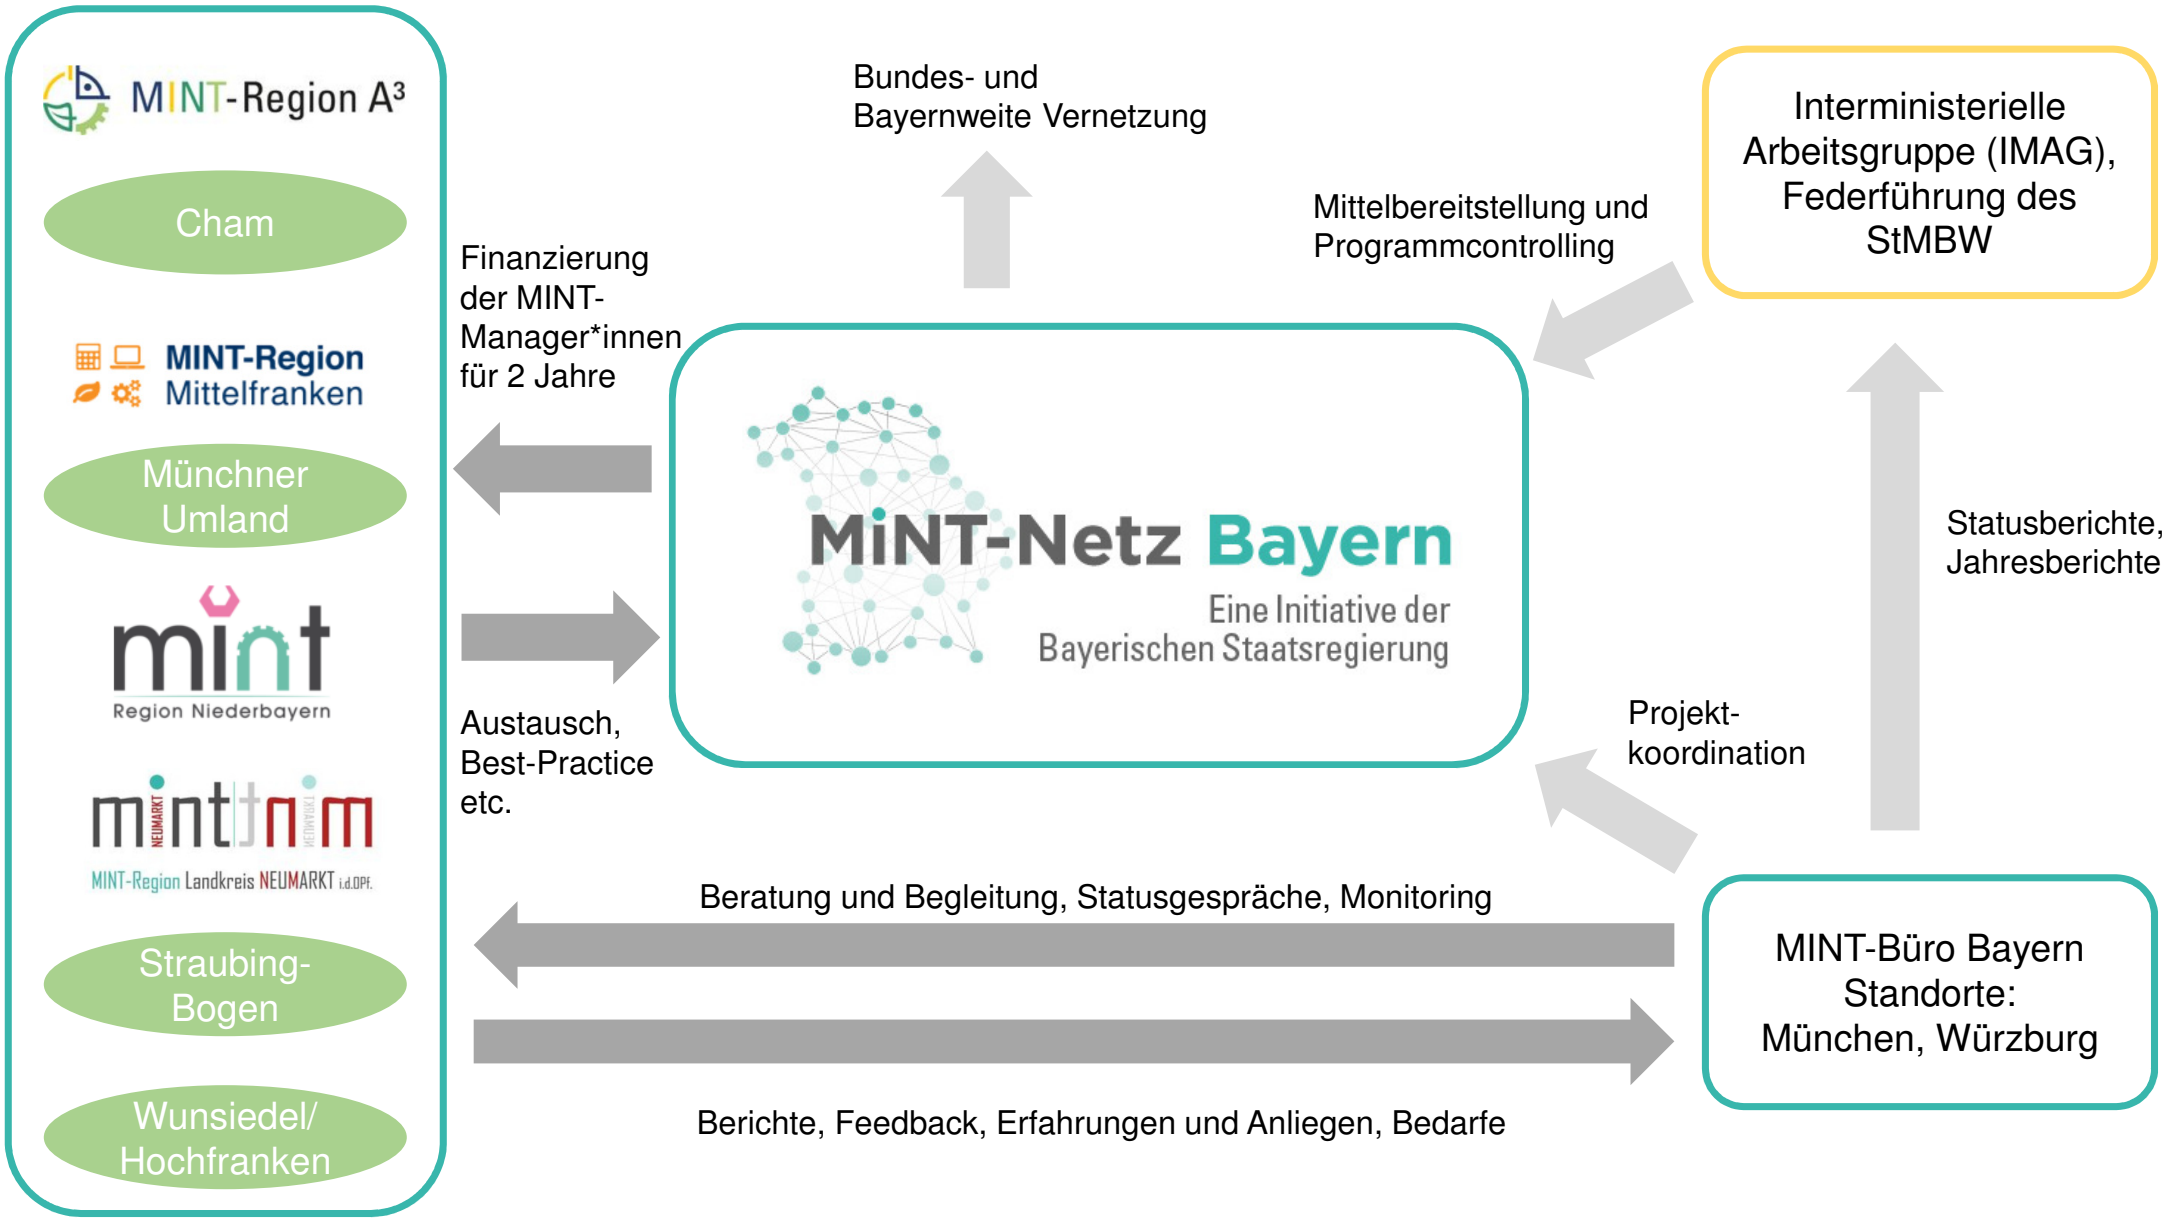 MINT-Region A³
Cham
MINT-Region
Mittelfranken
Münchner
Umland
mint
Region Niederbayern
mint
NEUMARKT
MINT-Region Landkreis NEUMARKT i.d.OPf.
Straubing-
Bogen
Wunsiedel/
Hochfranken
Finanzierung
der MINT-
Manager*innen
für 2 Jahre
Austausch,
Best-Practice
etc.
Bundes- und
Bayernweite Vernetzung
MiNT-Netz Bayern
Eine Initiative der
Bayerischen Staatsregierung
Mittelbereitstellung und
Programmcontrolling
Interministerielle
Arbeitsgruppe (IMAG),
Federführung des
StMBW
Statusberichte,
Jahresberichte
Projekt-
koordination
Beratung und Begleitung, Statusgespräche, Monitoring
Berichte, Feedback, Erfahrungen und Anliegen, Bedarfe
MINT-Büro Bayern
Standorte:
München, Würzburg